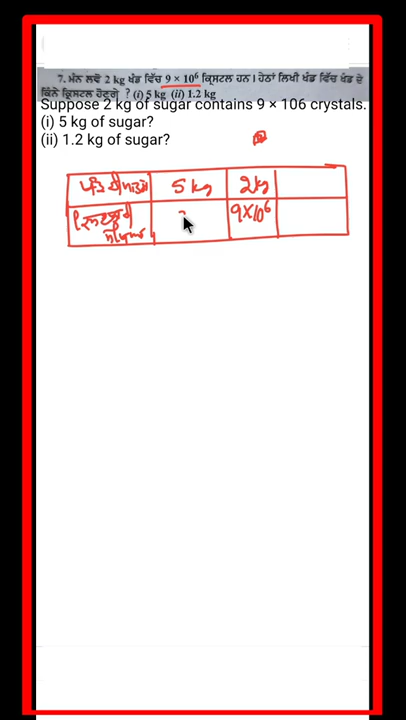 7. ਮੰਨ ਲਵੋ 2 kg ਖੰਡ ਵਿੱਚ 9 × 10⁶ ਕ੍ਰਿਸਟਲ ਹਨ। ਹੇਠਾਂ ਲਿਖੀ ਖੰਡ ਵਿੱਚ ਖੰਡ ਦੇ
ਕਿੰਨੇ ਕ੍ਰਿਸਟਲ ਹੋਣਗੇ ? (i) 5 kg (ii) 1.2 kg
Suppose 2 kg of sugar contains 9 × 106 crystals.
(i) 5 kg of sugar?
(ii) 1.2 kg of sugar?
5 kg 2kg
? 9×10⁶